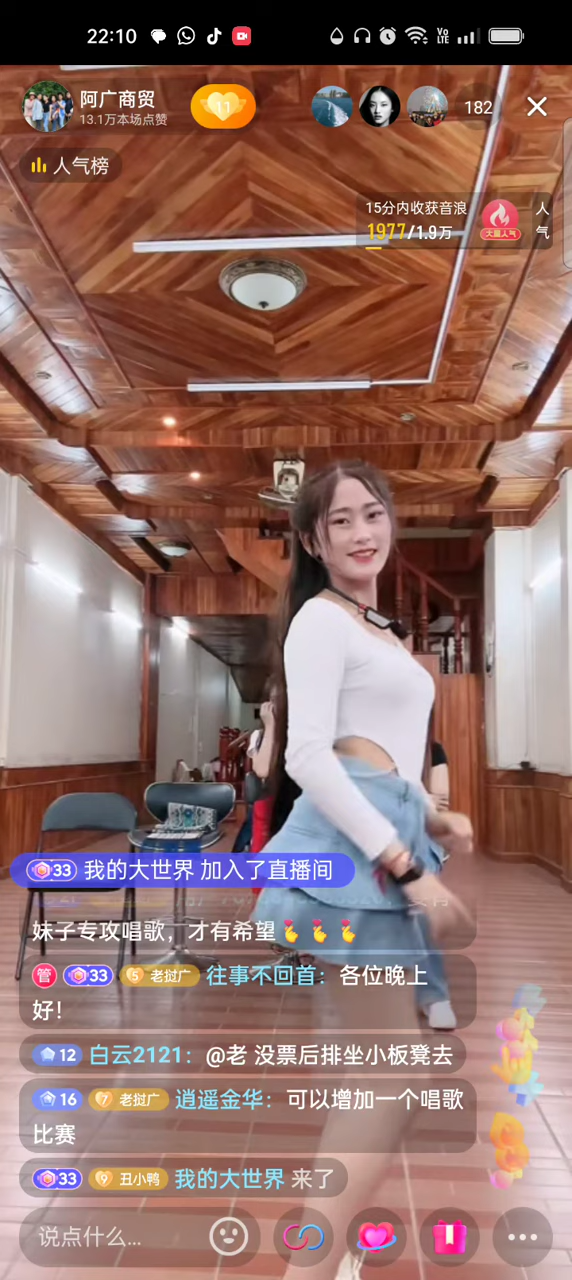 22:10
Vo
LTE
阿广商贸
13.1万本场点赞
11
182
人气榜
15分内收获音浪
1977/1.9万
大量人气
人
气
33 我的大世界 加入了直播间
妹子专攻唱歌，才有希望
管 33 5 老挝广 往事不回首：各位晚上
好！
12 白云2121：@老 没票后排坐小板凳去
16 7 老挝广 逍遥金华：可以增加一个唱歌
比赛
33 9 丑小鸭 我的大世界 来了
说点什么...